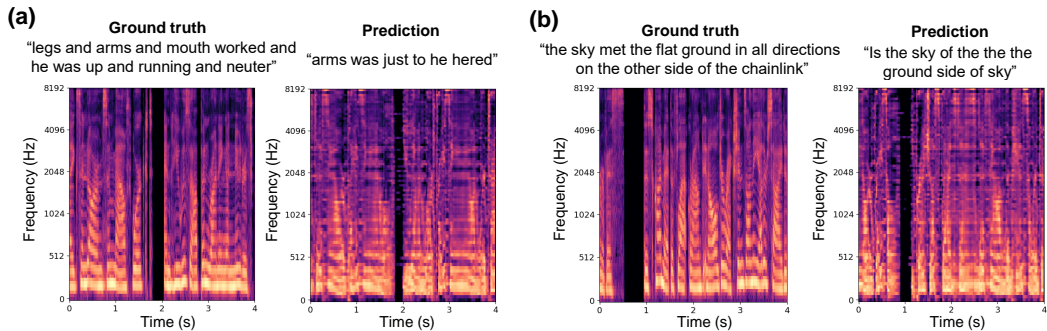 (a)
Ground truth
“legs and arms and mouth worked and
he was up and running and neuter”
Prediction
“arms was just to he hered”
8192
4096
2048
1024
512
0
Frequency (Hz)
0
1
2
3
4
Time (s)
8192
4096
2048
1024
512
0
Frequency (Hz)
0
1
2
3
4
Time (s)
(b)
Ground truth
“the sky met the flat ground in all directions
on the other side of the chainlink”
Prediction
“Is the sky of the the the
ground side of sky”
8192
4096
2048
1024
512
0
Frequency (Hz)
0
1
2
3
4
Time (s)
8192
4096
2048
1024
512
0
Frequency (Hz)
0
1
2
3
4
Time (s)